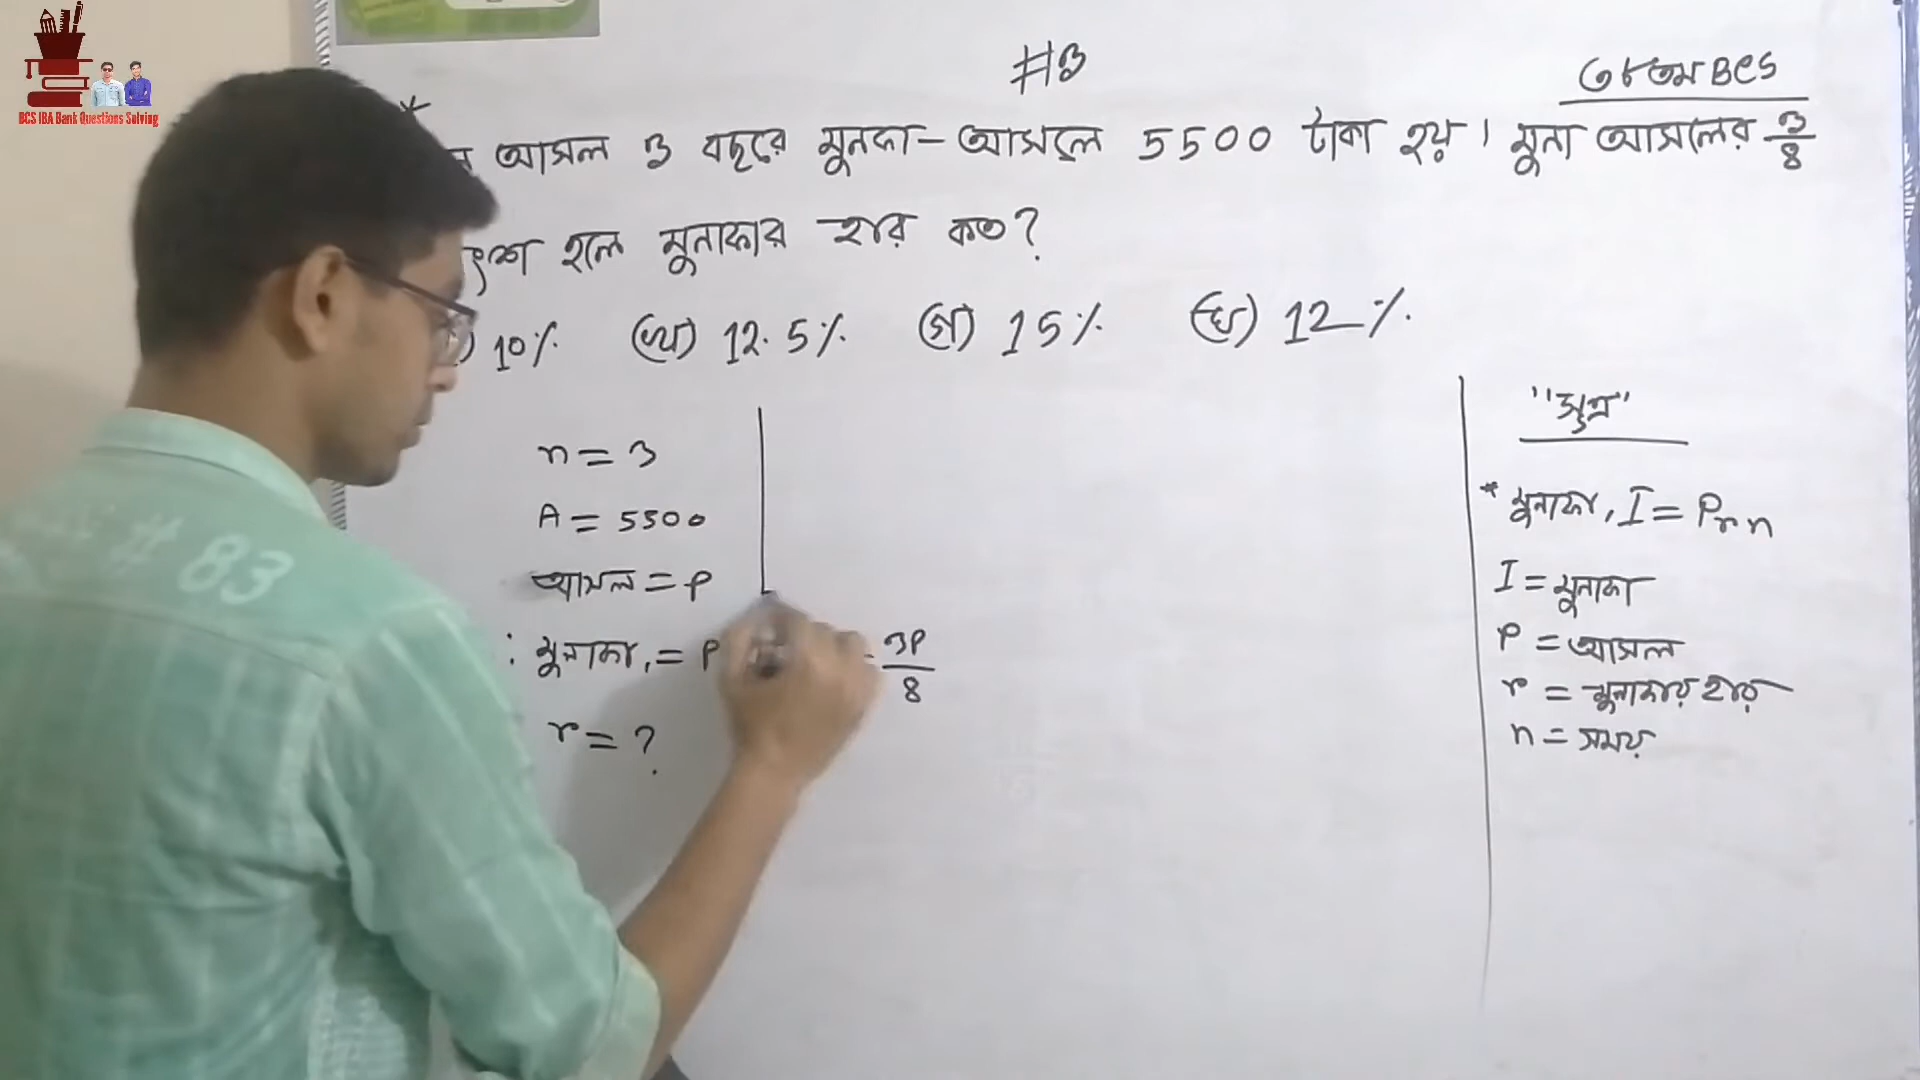 BCS IBA Bank Questions Solving
#3
৩৮তম BCS
আসল ৩ বছরে মুনাফা-আসলে 5500 টাকা হয়। মুনা আসলের 3/8
অংশ হলে মুনাফার হার কত?
10% (খ) 12.5% (গ) 15% (ঘ) 12%
n = 3
A = 5500
আসল = P
মুনাফা, = P 3P/8
r = ?
"সূত্র"
* মুনাফা, I = Prn
I = মুনাফা
P = আসল
r = মুনাফার হার
n = সময়
# 83